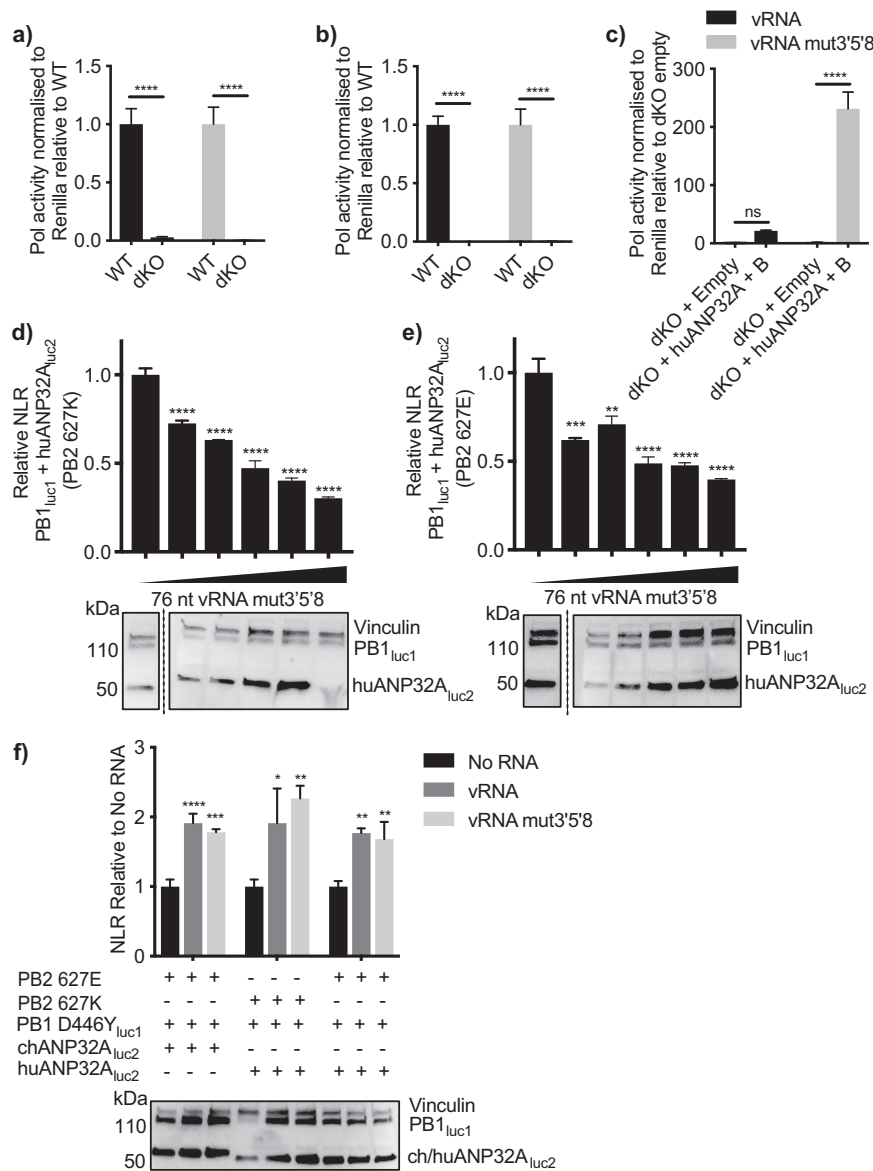 a)
Pol activity normalised to
Renilla relative to WT
1.5
1.0
0.5
0.0
****
****
WT
dKO
WT
dKO
b)
Pol activity normalised to
Renilla relative to WT
1.5
1.0
0.5
0.0
****
****
WT
dKO
WT
dKO
vRNA
vRNA mut3'5'8
c)
Pol activity normalised to
Renilla relative to dKO empty
300
200
100
0
ns
****
dKO + Empty
dKO + huANP32A + B
dKO + Empty
dKO + huANP32A + B
d)
Relative NLR
PB1luc1 + huANP32Aluc2
(PB2 627K)
1.0
0.5
0.0
****
****
****
****
****
76 nt vRNA mut3'5'8
kDa
110
50
Vinculin
PB1luc1
huANP32Aluc2
e)
Relative NLR
PB1luc1 + huANP32Aluc2
(PB2 627E)
1.0
0.5
0.0
***
**
****
****
****
76 nt vRNA mut3'5'8
kDa
110
50
Vinculin
PB1luc1
huANP32Aluc2
f)
NLR Relative to No RNA
3
2
1
0
****
***
*
**
**
**
No RNA
vRNA
vRNA mut3'5'8
PB2 627E + + + - - - + + +
PB2 627K - - - + + + - - -
PB1 D446Yluc1 + + + + + + + + +
chANP32Aluc2 + + + - - - - - -
huANP32Aluc2 - - - + + + + + +
kDa
110
50
Vinculin
PB1luc1
ch/huANP32Aluc2